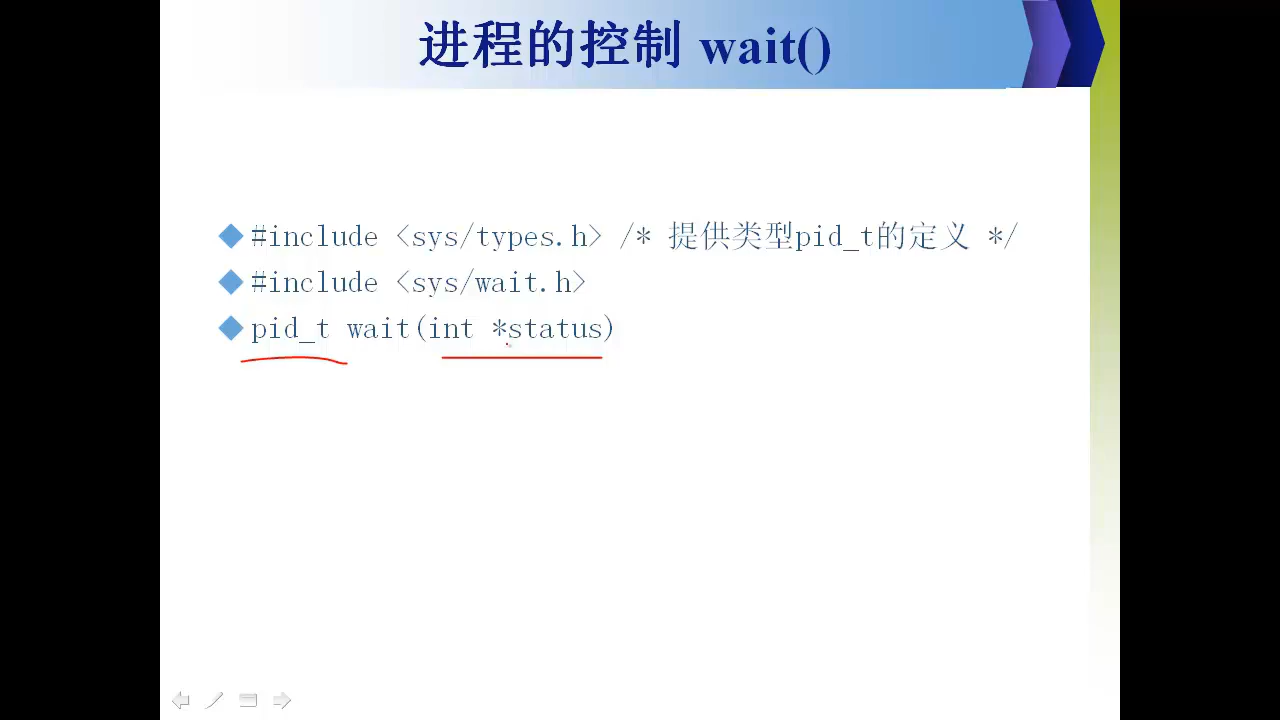 进程的控制 wait()
#include <sys/types.h> /* 提供类型pid_t的定义 */
#include <sys/wait.h>
pid_t wait(int *status)